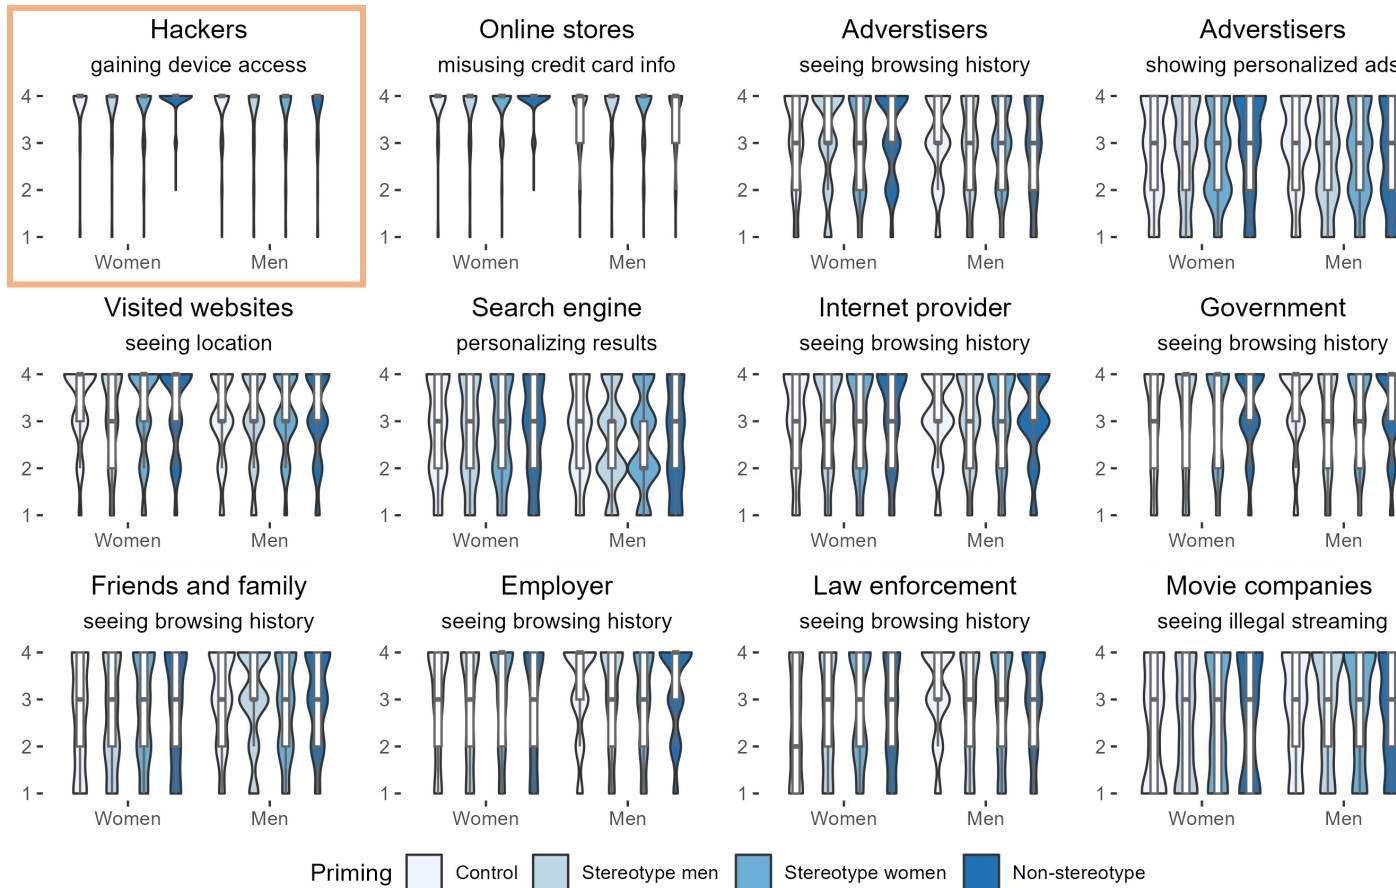 Hackers
gaining device access
4
3
2
1
Women Men
Online stores
misusing credit card info
4
3
2
1
Women Men
Adverstisers
seeing browsing history
4
3
2
1
Women Men
Adverstisers
showing personalized ads
4
3
2
1
Women Men
Visited websites
seeing location
4
3
2
1
Women Men
Search engine
personalizing results
4
3
2
1
Women Men
Internet provider
seeing browsing history
4
3
2
1
Women Men
Government
seeing browsing history
4
3
2
1
Women Men
Friends and family
seeing browsing history
4
3
2
1
Women Men
Employer
seeing browsing history
4
3
2
1
Women Men
Law enforcement
seeing browsing history
4
3
2
1
Women Men
Movie companies
seeing illegal streaming
4
3
2
1
Women Men
Priming Control Stereotype men Stereotype women Non-stereotype